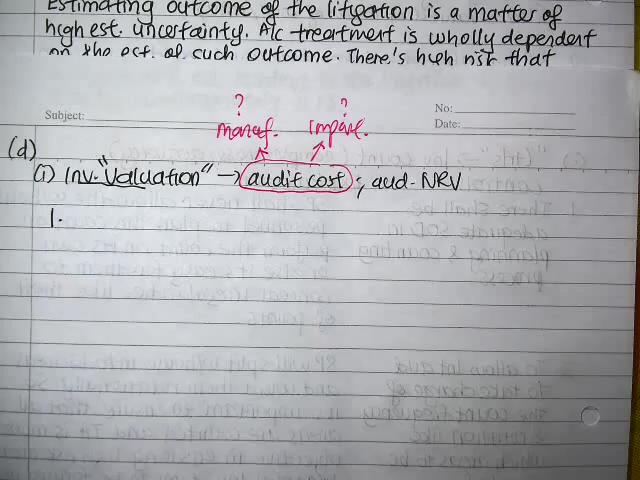 Estimating outcome of the litigation is a matter of
high est. uncertainty. A/c treatment is wholly dependent
on the est. of such outcome. There's high risk that
Subject:
No:
Date:
? ?
manuf. import.
(d)
(i) Inv. "Valuation" → audit cost; aud. NRV
1.